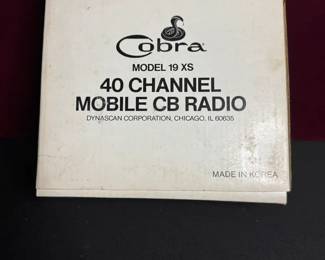 Cobra
MODEL 19 XS
40 CHANNEL
MOBILE CB RADIO
DYNASCAN CORPORATION, CHICAGO, IL 60635
MADE IN KOREA